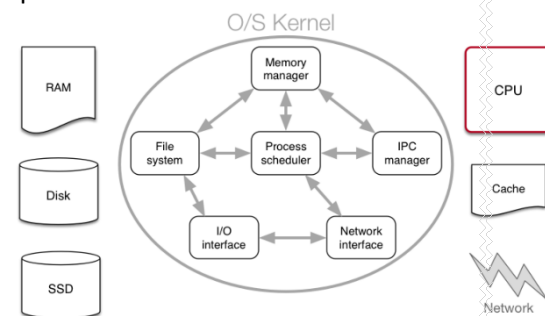 O/S Kernel
RAM
Memory
manager
CPU
File
system
Process
scheduler
IPC
manager
Disk
Cache
I/O
interface
Network
interface
SSD
Network